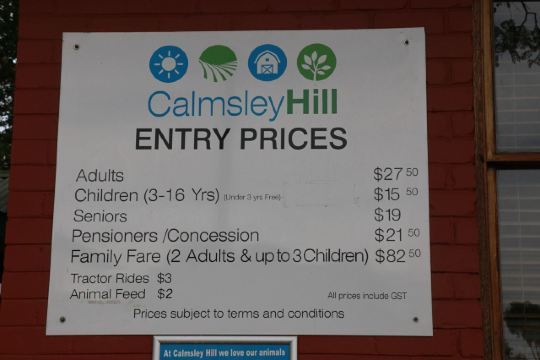 CalmsleyHill
ENTRY PRICES
Adults $27 50
Children (3-16 Yrs) (Under 3 yrs Free) $15 50
Seniors $19
Pensioners /Concession $21 50
Family Fare (2 Adults & up to 3 Children) $82 50
Tractor Rides $3
Animal Feed $2
All prices include GST
Prices subject to terms and conditions
At Calmsley Hill we love our animals